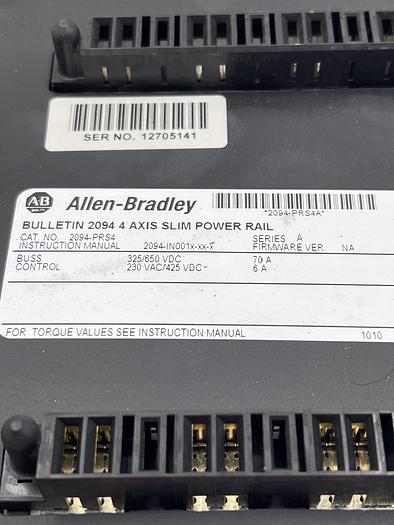 SER NO. 12705141
AB Allen-Bradley
"2094-PRS4A"
BULLETIN 2094 4 AXIS SLIM POWER RAIL
CAT. NO. 2094-PRS4 SERIES A
INSTRUCTION MANUAL 2094-IN001x-xx-x FIRMWARE VER. NA
BUSS 325/650 VDC 70 A
CONTROL 230 VAC/425 VDC 6 A
FOR TORQUE VALUES SEE INSTRUCTION MANUAL 1010